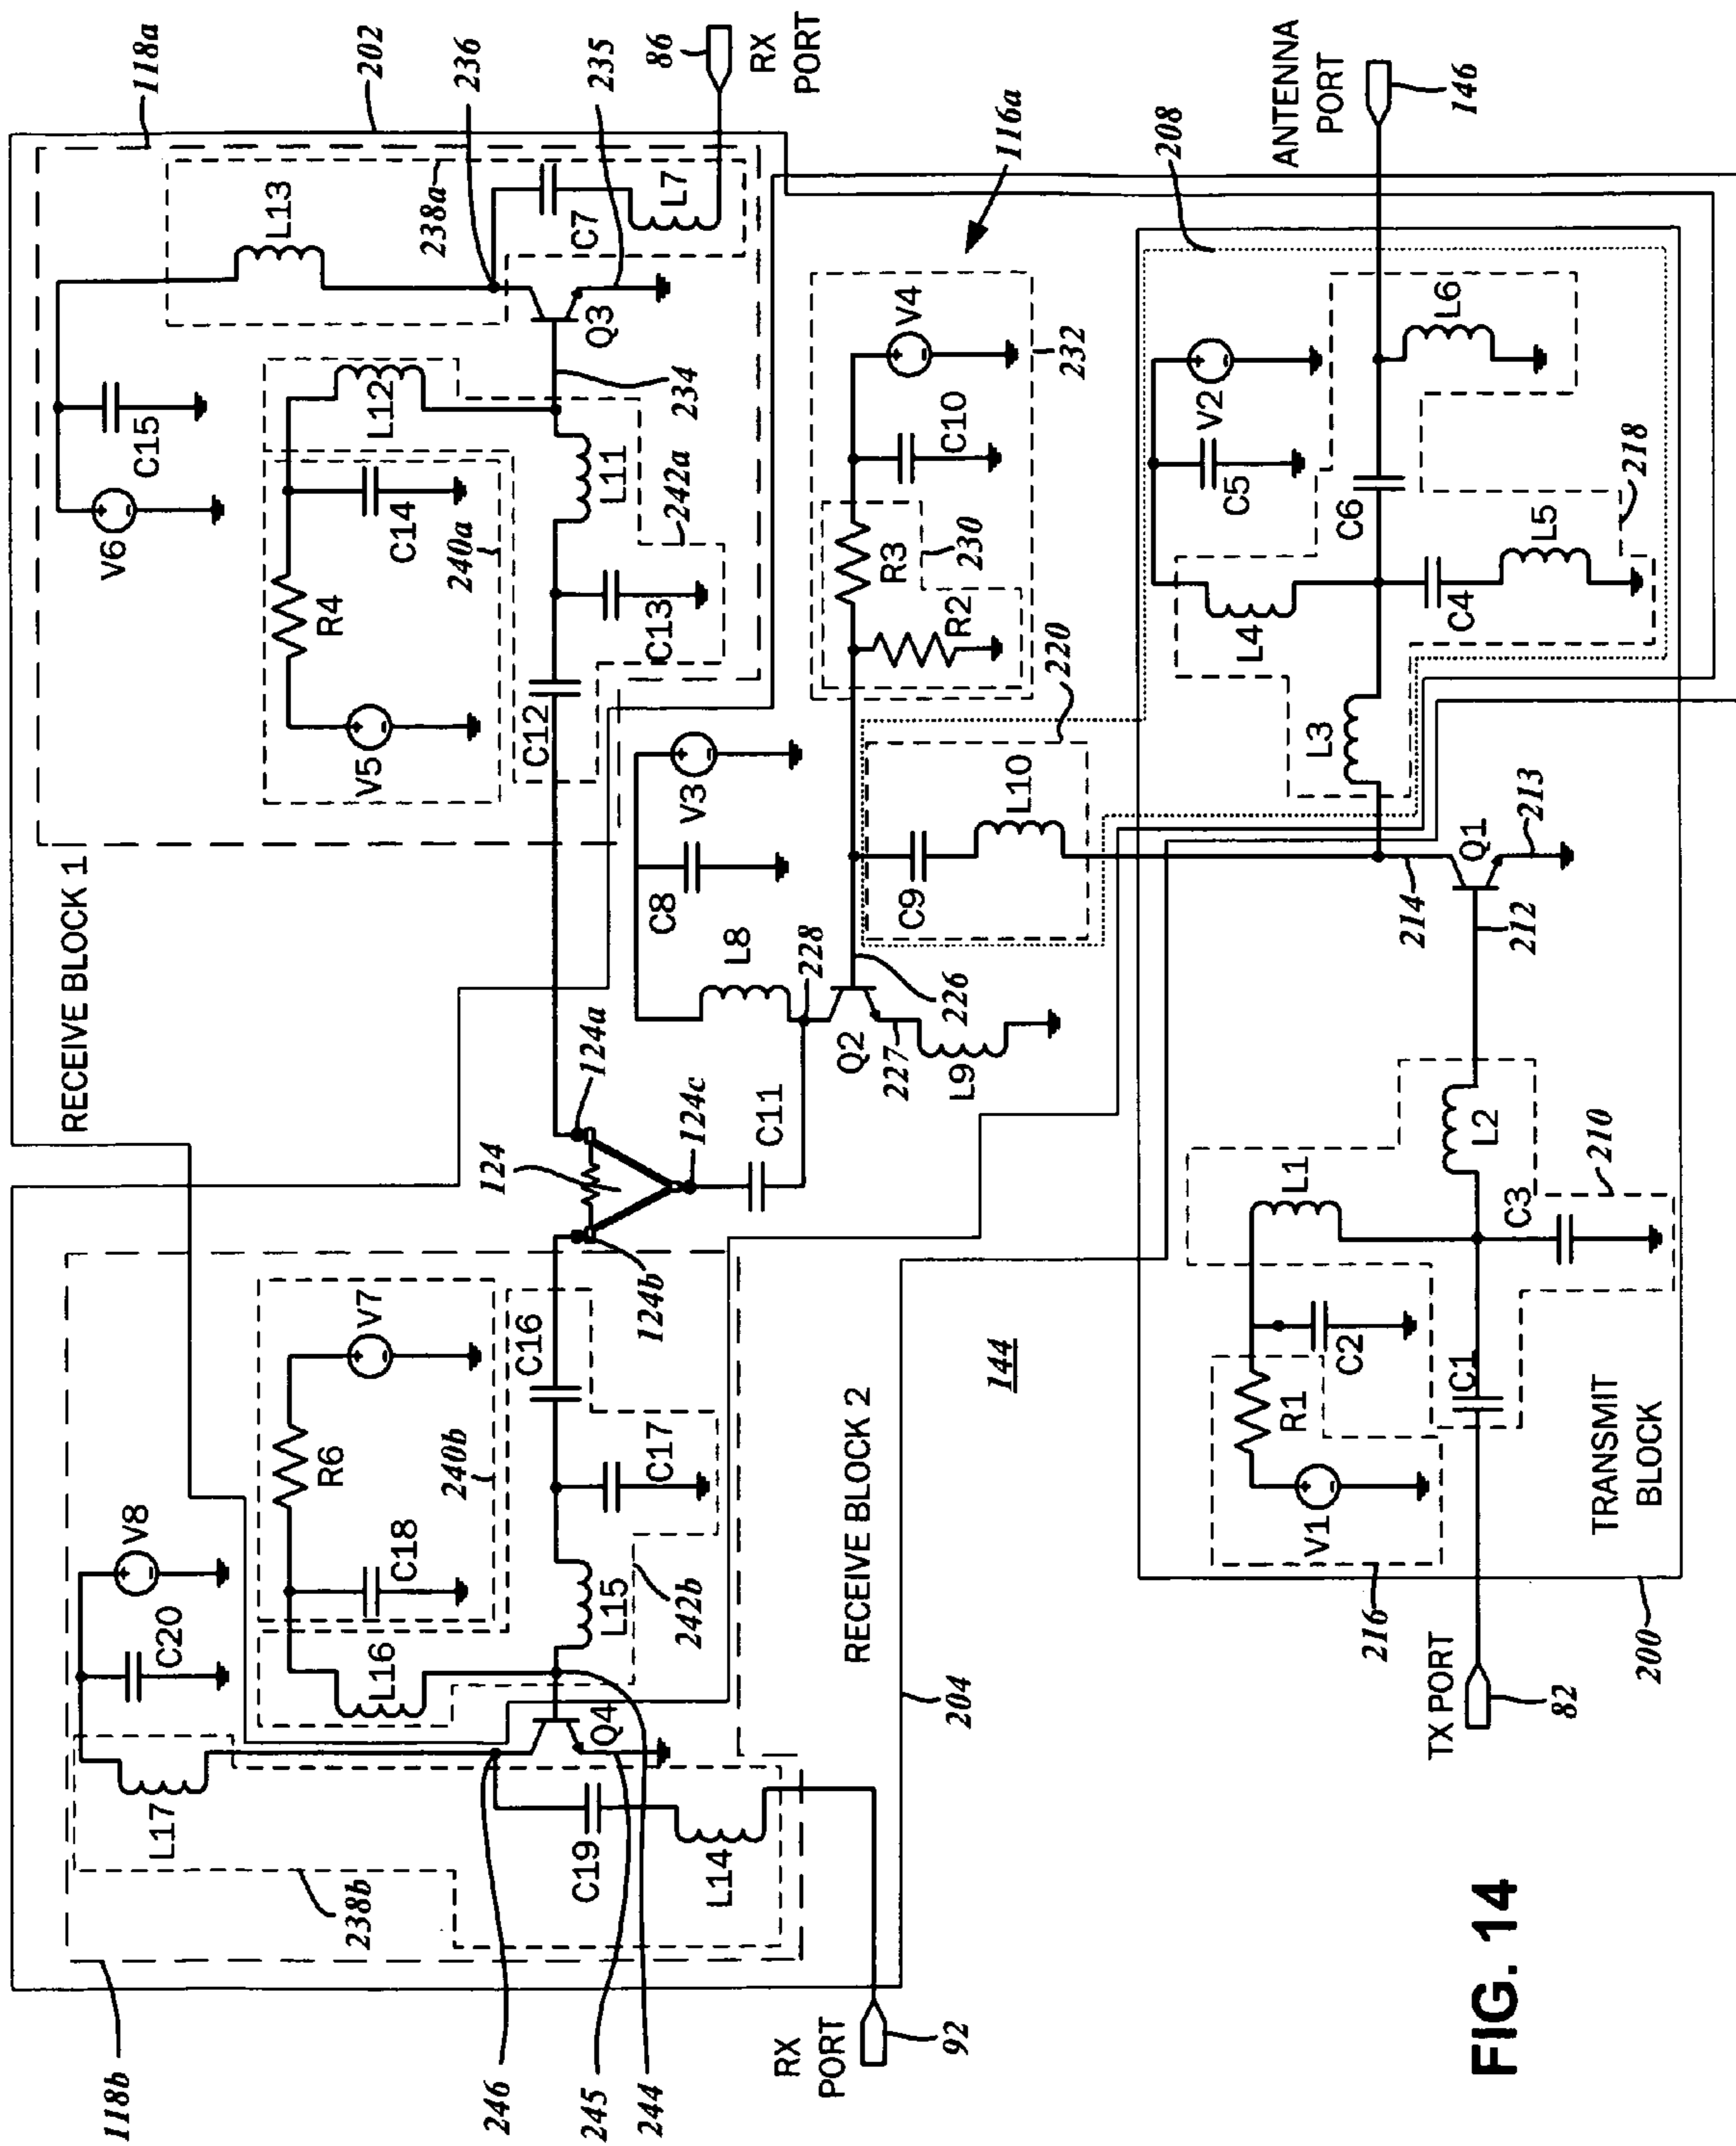 118b
118a
202
RECEIVE BLOCK 1
V8
C20
L17
238b
V7
R6
C18
240b
L16
C16
C17
L15
242b
Q4
C19
L14
246
245
244
RX
PORT
92
RECEIVE BLOCK 2
204
124
124a
124b
124c
C11
V6
C15
L13
236
238a
C7
L7
86
RX
PORT
235
Q3
234
R4
V5
C14
240a
L12
L11
242a
C13
C12
V3
C8
L8
228
Q2
227
226
L9
116a
V4
232
C10
R3
230
R2
220
L10
C9
208
ANTENNA
PORT
146
V2
C5
L6
C6
218
L5
C4
L4
L3
Q1
213
214
212
144
L2
L1
210
C3
C2
C1
R1
V1
216
TRANSMIT
BLOCK
200
TX PORT
82
FIG. 14